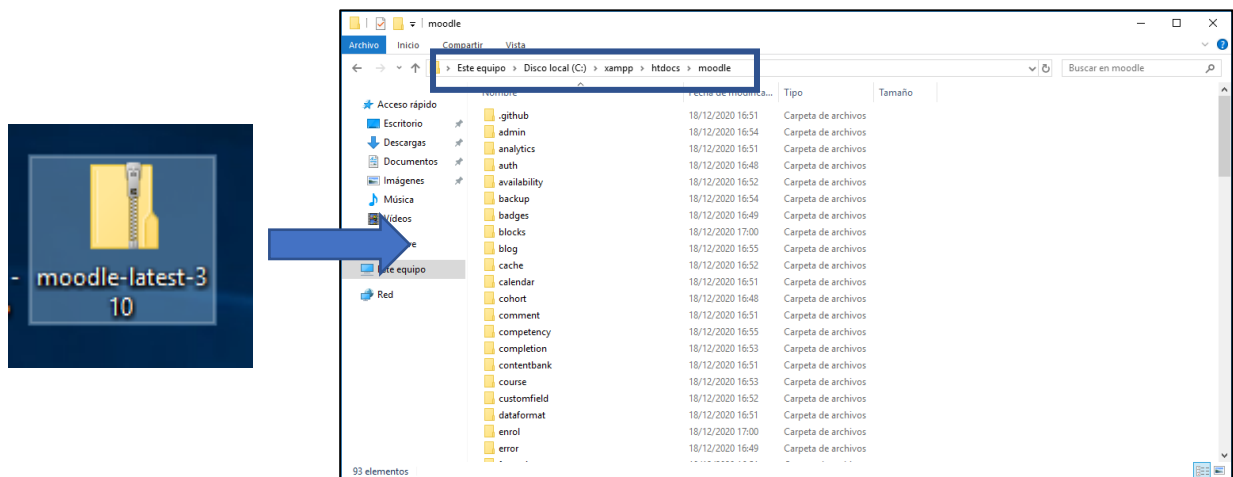 moodle-latest-3
10
moodle
Archivo Inicio Compartir Vista
Este equipo > Disco local (C:) > xampp > htdocs > moodle
Buscar en moodle
Nombre Fecha de modifica... Tipo Tamaño
Acceso rápido
Escritorio
Descargas
Documentos
Imágenes
Música
Vídeos
Este equipo
Red
.github 18/12/2020 16:51 Carpeta de archivos
admin 18/12/2020 16:54 Carpeta de archivos
analytics 18/12/2020 16:51 Carpeta de archivos
auth 18/12/2020 16:48 Carpeta de archivos
availability 18/12/2020 16:52 Carpeta de archivos
backup 18/12/2020 16:54 Carpeta de archivos
badges 18/12/2020 16:49 Carpeta de archivos
blocks 18/12/2020 17:00 Carpeta de archivos
blog 18/12/2020 16:55 Carpeta de archivos
cache 18/12/2020 16:52 Carpeta de archivos
calendar 18/12/2020 16:51 Carpeta de archivos
cohort 18/12/2020 16:48 Carpeta de archivos
comment 18/12/2020 16:51 Carpeta de archivos
competency 18/12/2020 16:55 Carpeta de archivos
completion 18/12/2020 16:53 Carpeta de archivos
contentbank 18/12/2020 16:51 Carpeta de archivos
course 18/12/2020 16:53 Carpeta de archivos
customfield 18/12/2020 16:52 Carpeta de archivos
dataformat 18/12/2020 16:51 Carpeta de archivos
enrol 18/12/2020 17:00 Carpeta de archivos
error 18/12/2020 16:49 Carpeta de archivos
93 elementos